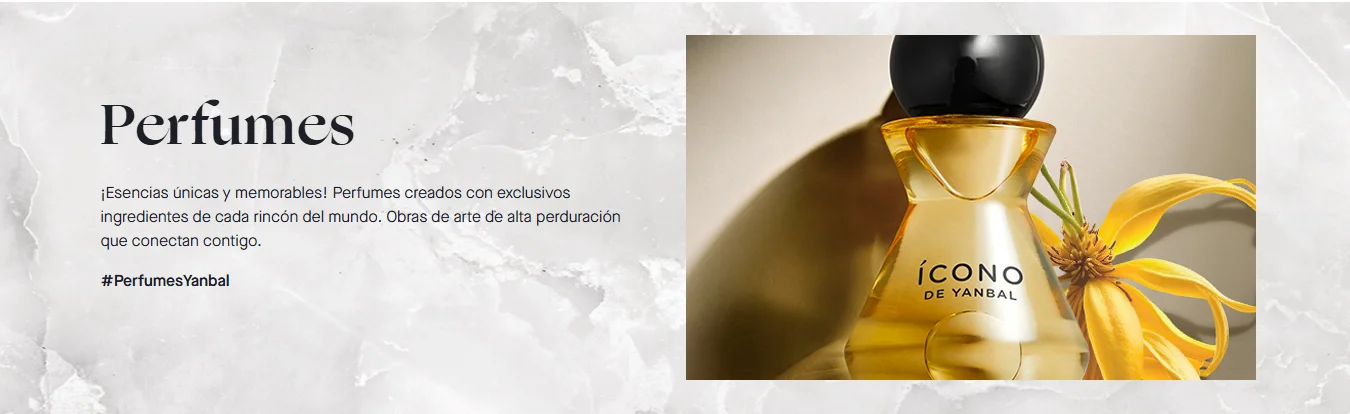 Perfumes
¡Esencias únicas y memorables! Perfumes creados con exclusivos
ingredientes de cada rincón del mundo. Obras de arte de alta perduración
que conectan contigo.
#PerfumesYanbal
íCONO
DE YANBAL